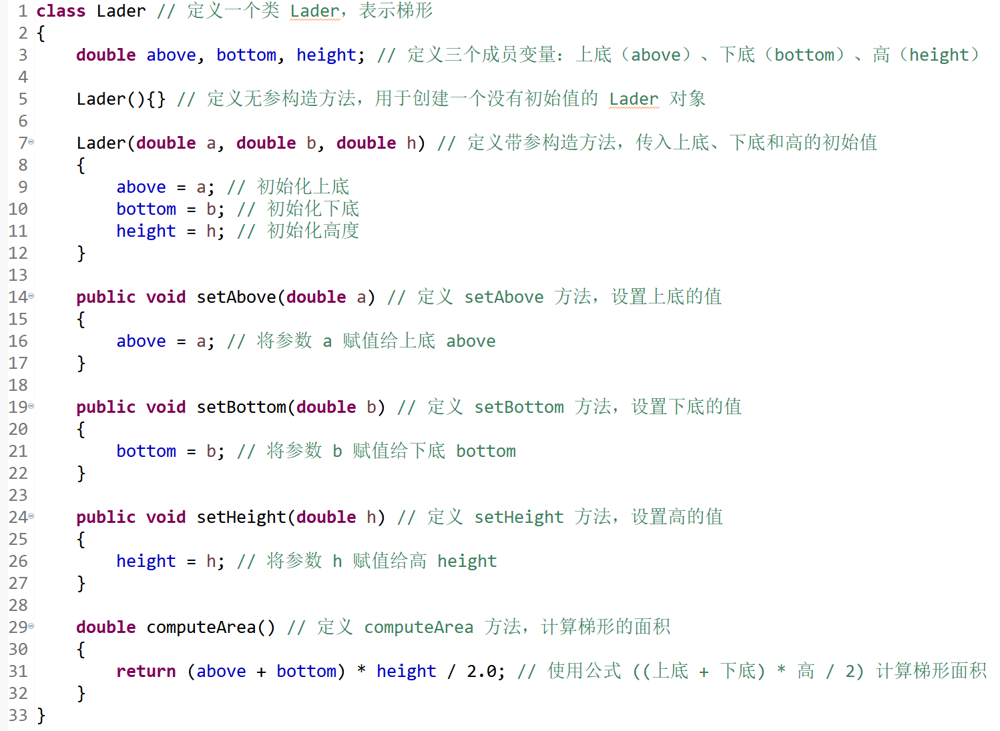 1 class Lader // 定义一个类 Lader，表示梯形
2 {
3     double above, bottom, height; // 定义三个成员变量：上底（above）、下底（bottom）、高（height）
4
5     Lader(){} // 定义无参构造方法，用于创建一个没有初始值的 Lader 对象
6
7     Lader(double a, double b, double h) // 定义带参构造方法，传入上底、下底和高的初始值
8     {
9         above = a; // 初始化上底
10         bottom = b; // 初始化下底
11         height = h; // 初始化高度
12     }
13
14     public void setAbove(double a) // 定义 setAbove 方法，设置上底的值
15     {
16         above = a; // 将参数 a 赋值给上底 above
17     }
18
19     public void setBottom(double b) // 定义 setBottom 方法，设置下底的值
20     {
21         bottom = b; // 将参数 b 赋值给下底 bottom
22     }
23
24     public void setHeight(double h) // 定义 setHeight 方法，设置高的值
25     {
26         height = h; // 将参数 h 赋值给高 height
27     }
28
29     double computeArea() // 定义 computeArea 方法，计算梯形的面积
30     {
31         return (above + bottom) * height / 2.0; // 使用公式 ((上底 + 下底) * 高 / 2) 计算梯形面积
32     }
33 }